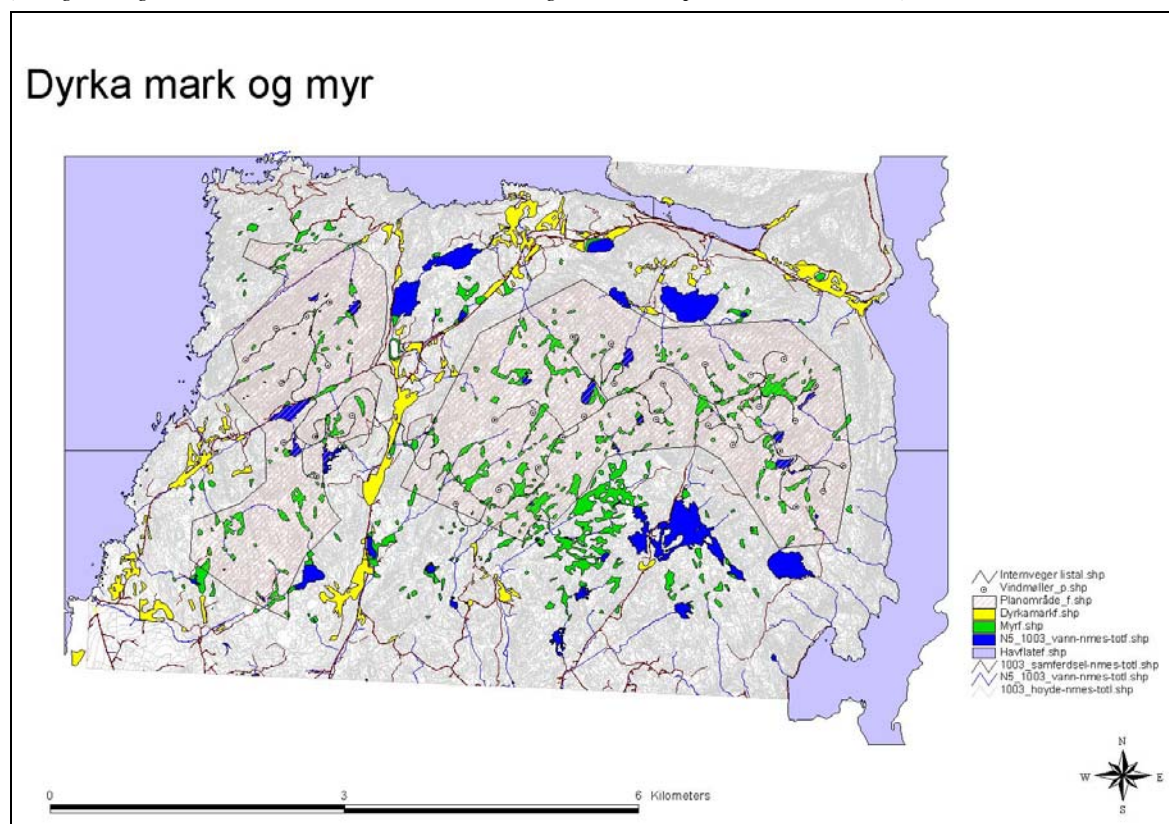 Dyrka mark og myr
Internveger listal.shp
Vindmøller_p.shp
Planområde_f.shp
Dyrkamarkf.shp
Myrf.shp
N5_1003_vann-nmes-totf.shp
Havflatef.shp
1003_samferdsel-nmes-totl.shp
N5_1003_vann-nmes-totl.shp
1003_hoyde-nmes-totl.shp
N
W E
S
0 3 6 Kilometers